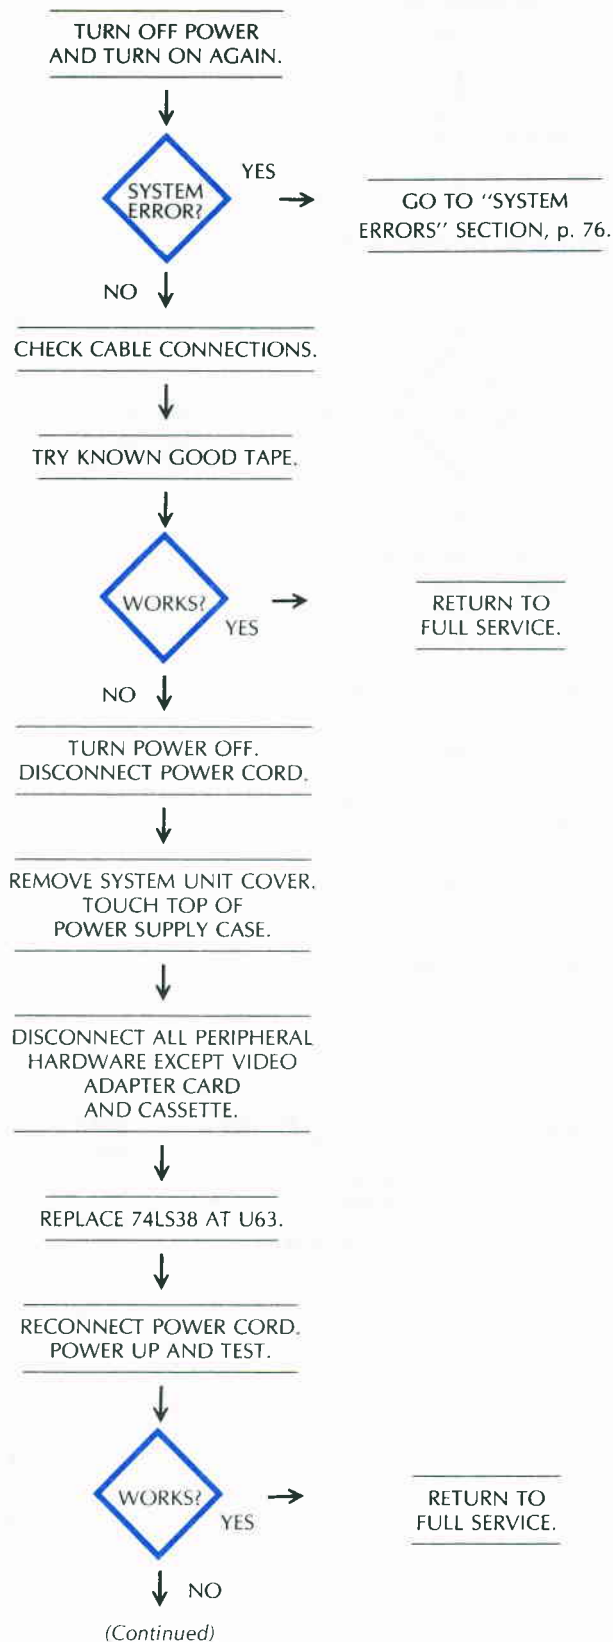 TURN OFF POWER
AND TURN ON AGAIN.
SYSTEM
ERROR?
YES
GO TO "SYSTEM
ERRORS" SECTION, p. 76.
NO
CHECK CABLE CONNECTIONS.
TRY KNOWN GOOD TAPE.
WORKS?
YES
RETURN TO
FULL SERVICE.
NO
TURN POWER OFF.
DISCONNECT POWER CORD.
REMOVE SYSTEM UNIT COVER.
TOUCH TOP OF
POWER SUPPLY CASE.
DISCONNECT ALL PERIPHERAL
HARDWARE EXCEPT VIDEO
ADAPTER CARD
AND CASSETTE.
REPLACE 74LS38 AT U63.
RECONNECT POWER CORD.
POWER UP AND TEST.
WORKS?
YES
RETURN TO
FULL SERVICE.
NO
(Continued)